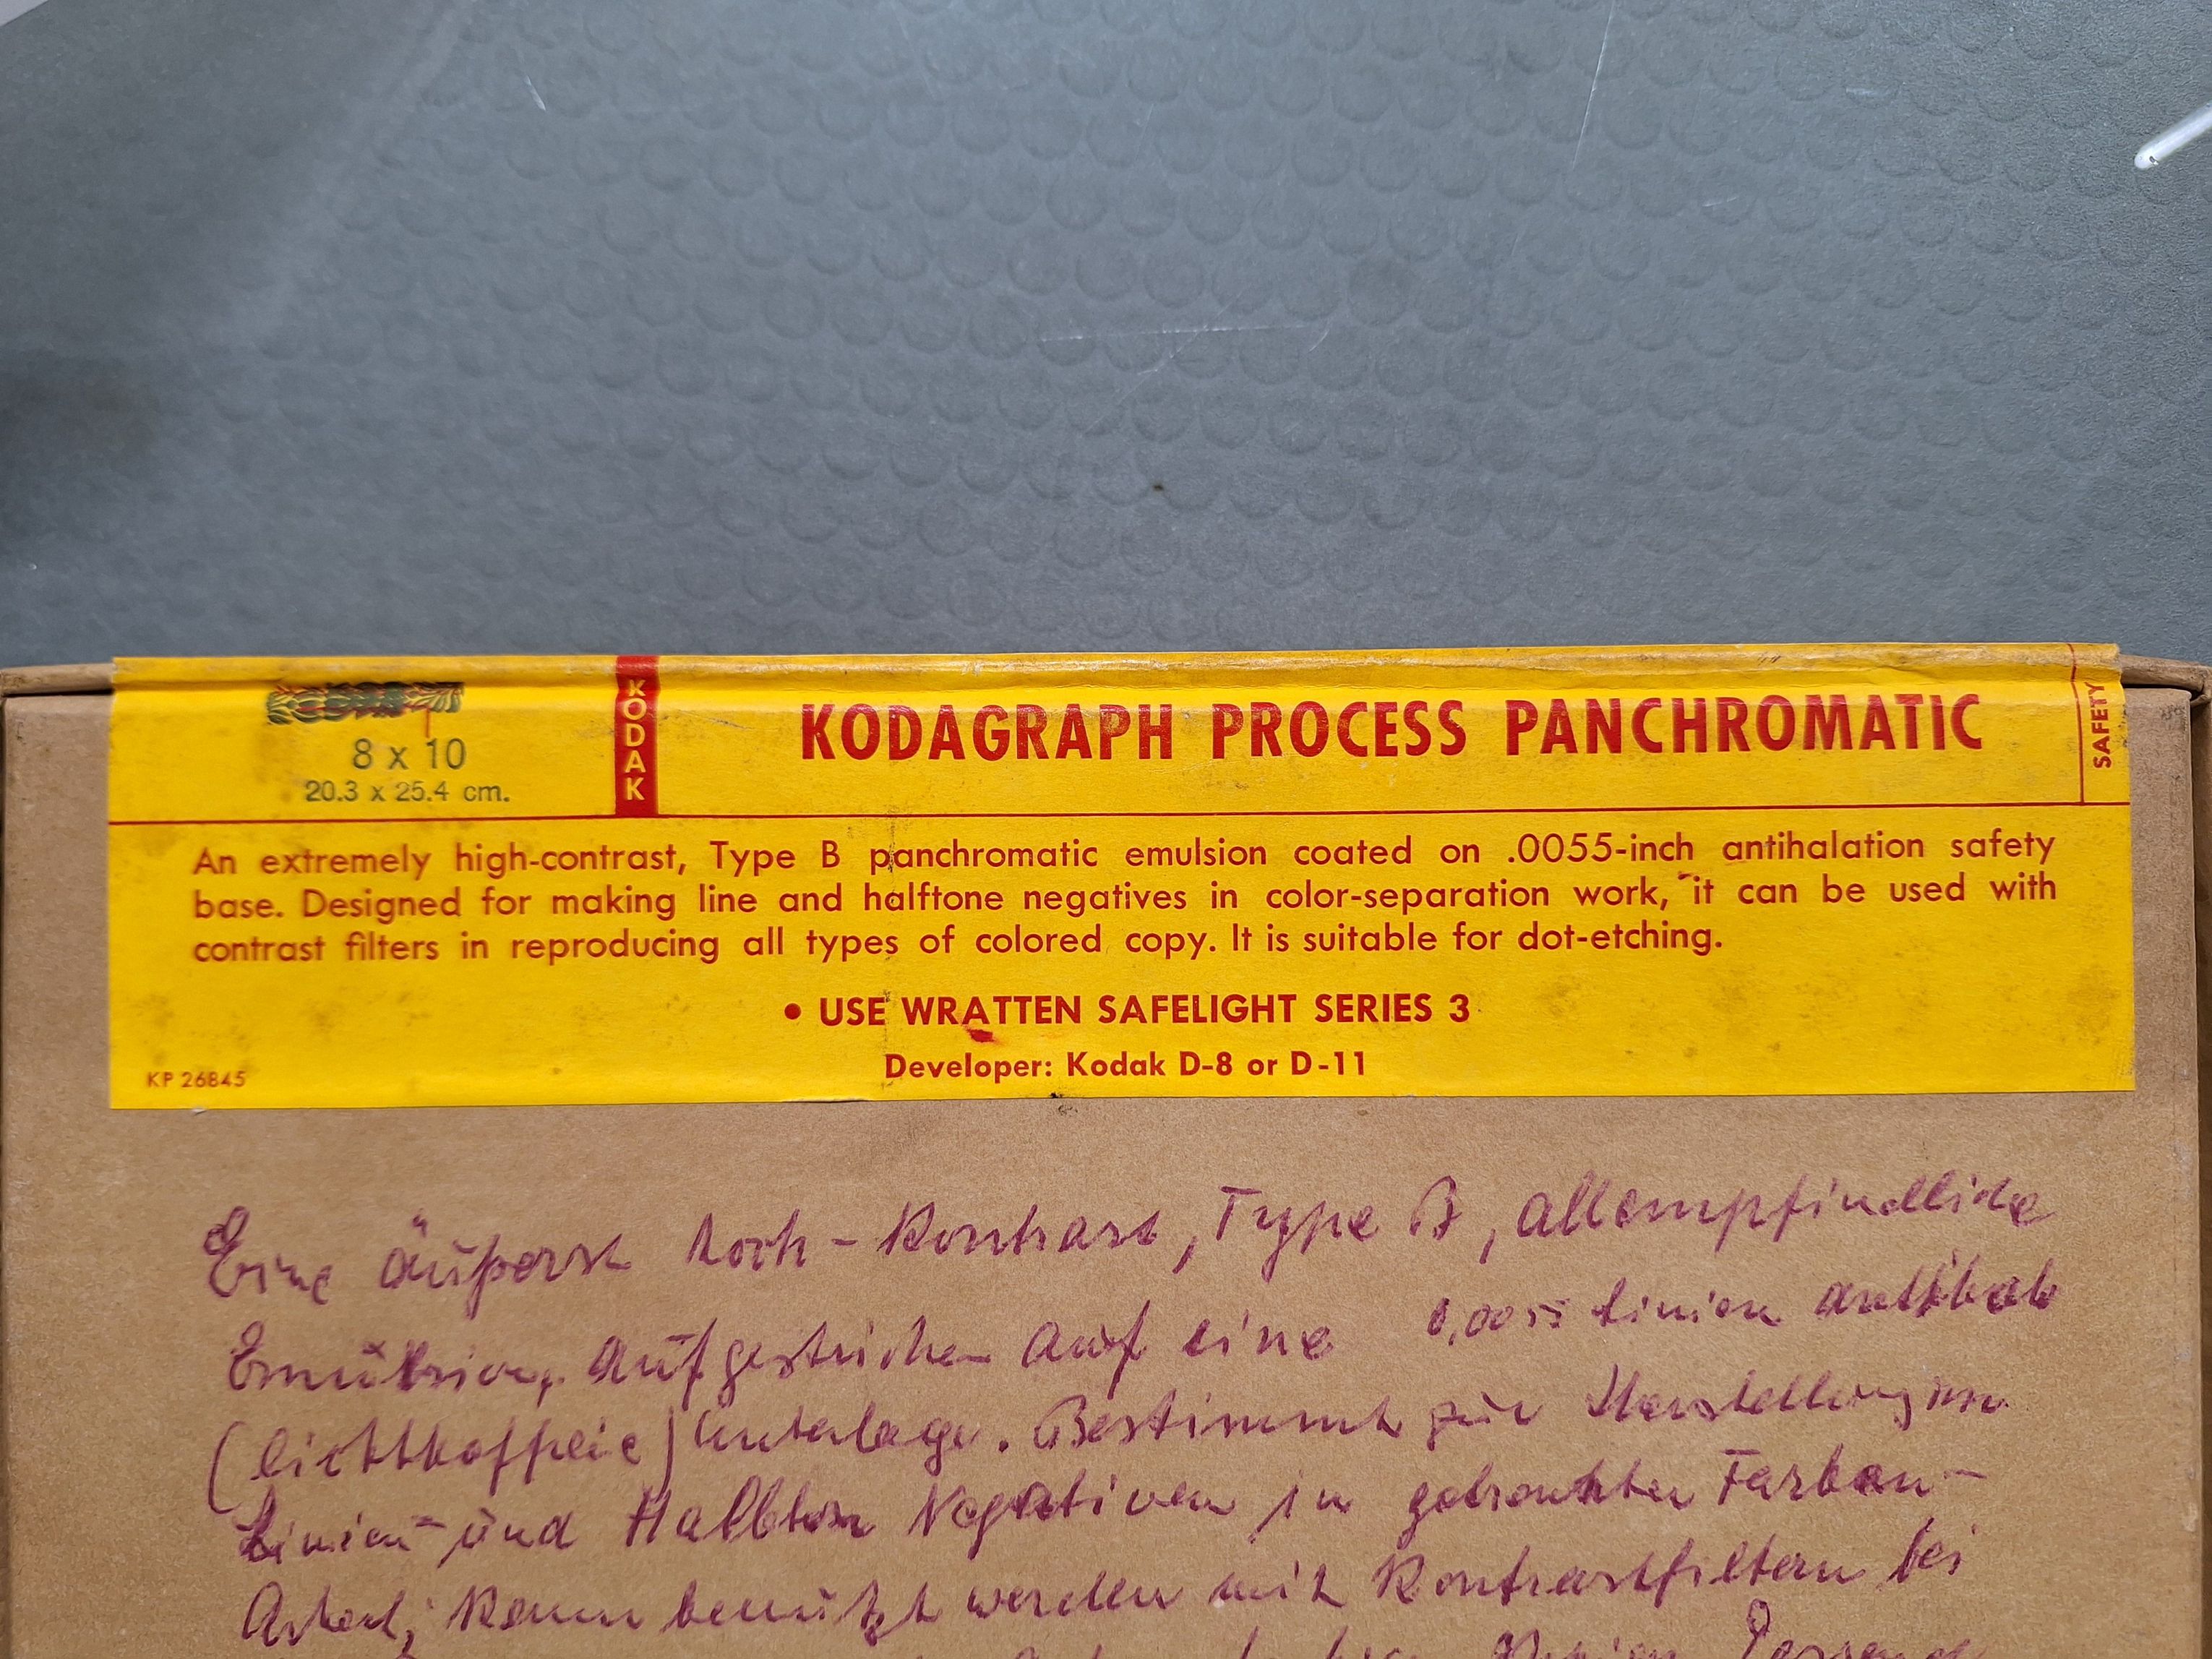 8 x 10
20.3 x 25.4 cm.
KODAK
KODAGRAPH PROCESS PANCHROMATIC
SAFETY
An extremely high-contrast, Type B panchromatic emulsion coated on .0055-inch antihalation safety
base. Designed for making line and halftone negatives in color-separation work, it can be used with
contrast filters in reproducing all types of colored copy. It is suitable for dot-etching.
• USE WRATTEN SAFELIGHT SERIES 3
Developer: Kodak D-8 or D-11
KP 26845
Eine äußerst hoch-Kontrast, Type B, allempfindliche
Emulsion, aufgestrichen auf eine 0,0055 Linien
Unterlage. Bestimmt zur Herstellung von
Linien- und Halbton Negativen in Farben-
Arbeit; Kann benützt werden mit Kontrastfiltern bei